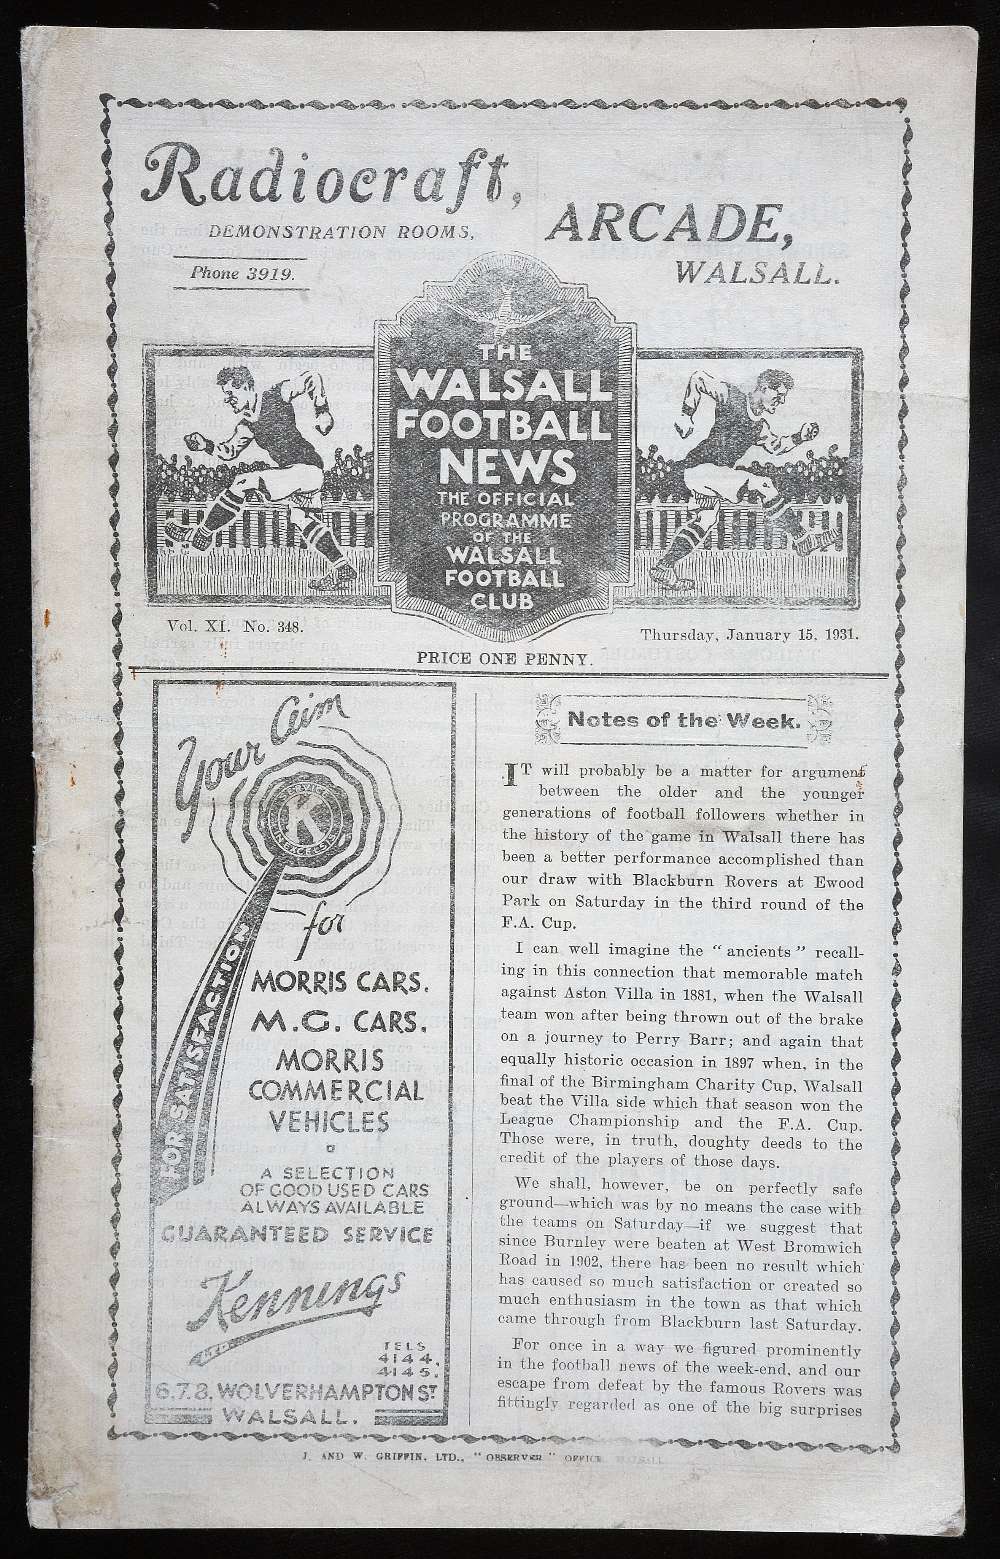 Radiocraft,
DEMONSTRATION ROOMS,
Phone 3919.
ARCADE,
WALSALL.
THE
WALSALL
FOOTBALL
NEWS
THE OFFICIAL
PROGRAMME
OF THE
WALSALL
FOOTBALL
CLUB
Vol. XI. No. 348.
Thursday, January 15, 1931.
PRICE ONE PENNY.
Your Aim
SERVICE
K
FOR SATISFACTION
for
MORRIS CARS.
M.G. CARS.
MORRIS
COMMERCIAL
VEHICLES
A SELECTION
OF GOOD USED CARS
ALWAYS AVAILABLE
GUARANTEED SERVICE
Kennings
LTD
TELS
4144.
4145.
6.7.8. WOLVERHAMPTON ST.
WALSALL.
Notes of the Week.
IT will probably be a matter for argument
between the older and the younger
generations of football followers whether in
the history of the game in Walsall there has
been a better performance accomplished than
our draw with Blackburn Rovers at Ewood
Park on Saturday in the third round of the
F.A. Cup.
I can well imagine the "ancients" recall-
ing in this connection that memorable match
against Aston Villa in 1881, when the Walsall
team won after being thrown out of the brake
on a journey to Perry Barr; and again that
equally historic occasion in 1897 when, in the
final of the Birmingham Charity Cup, Walsall
beat the Villa side which that season won the
League Championship and the F.A. Cup.
Those were, in truth, doughty deeds to the
credit of the players of those days.
We shall, however, be on perfectly safe
ground—which was by no means the case with
the teams on Saturday—if we suggest that
since Burnley were beaten at West Bromwich
Road in 1902, there has been no result which
has caused so much satisfaction or created so
much enthusiasm in the town as that which
came through from Blackburn last Saturday.
For once in a way we figured prominently
in the football news of the week-end, and our
escape from defeat by the famous Rovers was
fittingly regarded as one of the big surprises
J. AND W. GRIFFIN, LTD., "OBSERVER" OFFICE, WALSALL